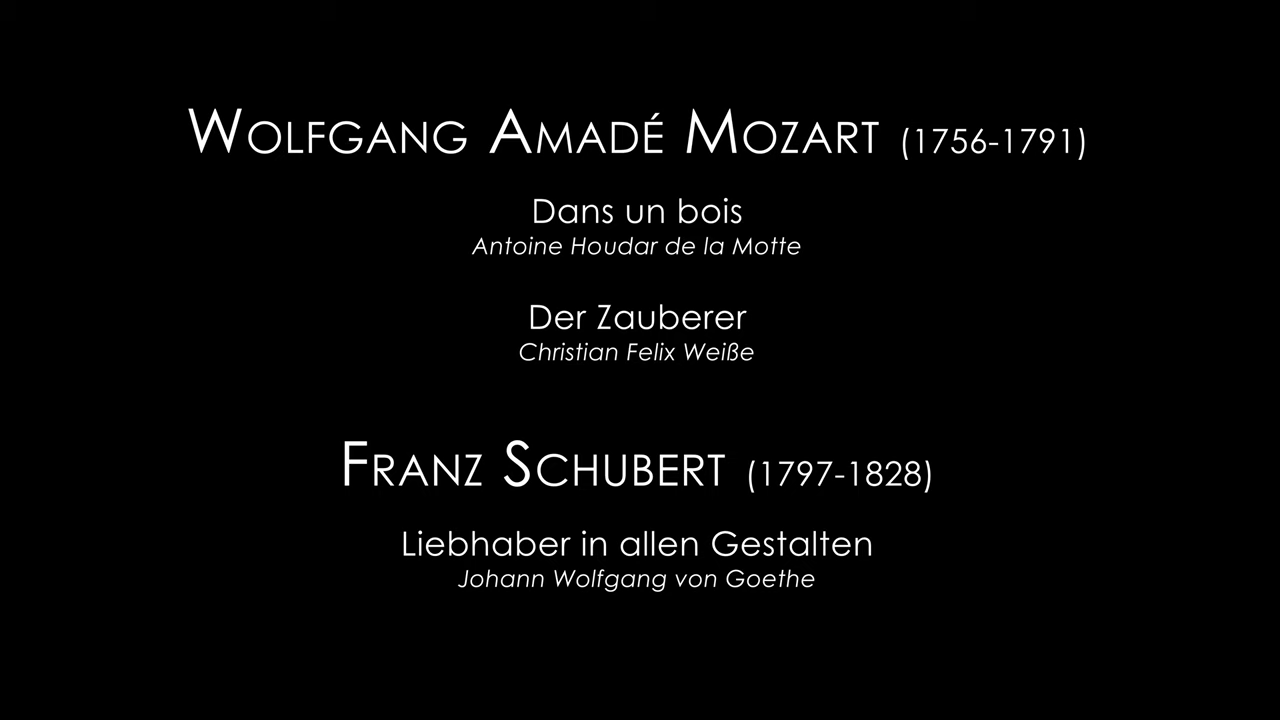 WOLFGANG AMADÉ MOZART (1756-1791)
Dans un bois
Antoine Houdar de la Motte
Der Zauberer
Christian Felix Weiße
FRANZ SCHUBERT (1797-1828)
Liebhaber in allen Gestalten
Johann Wolfgang von Goethe